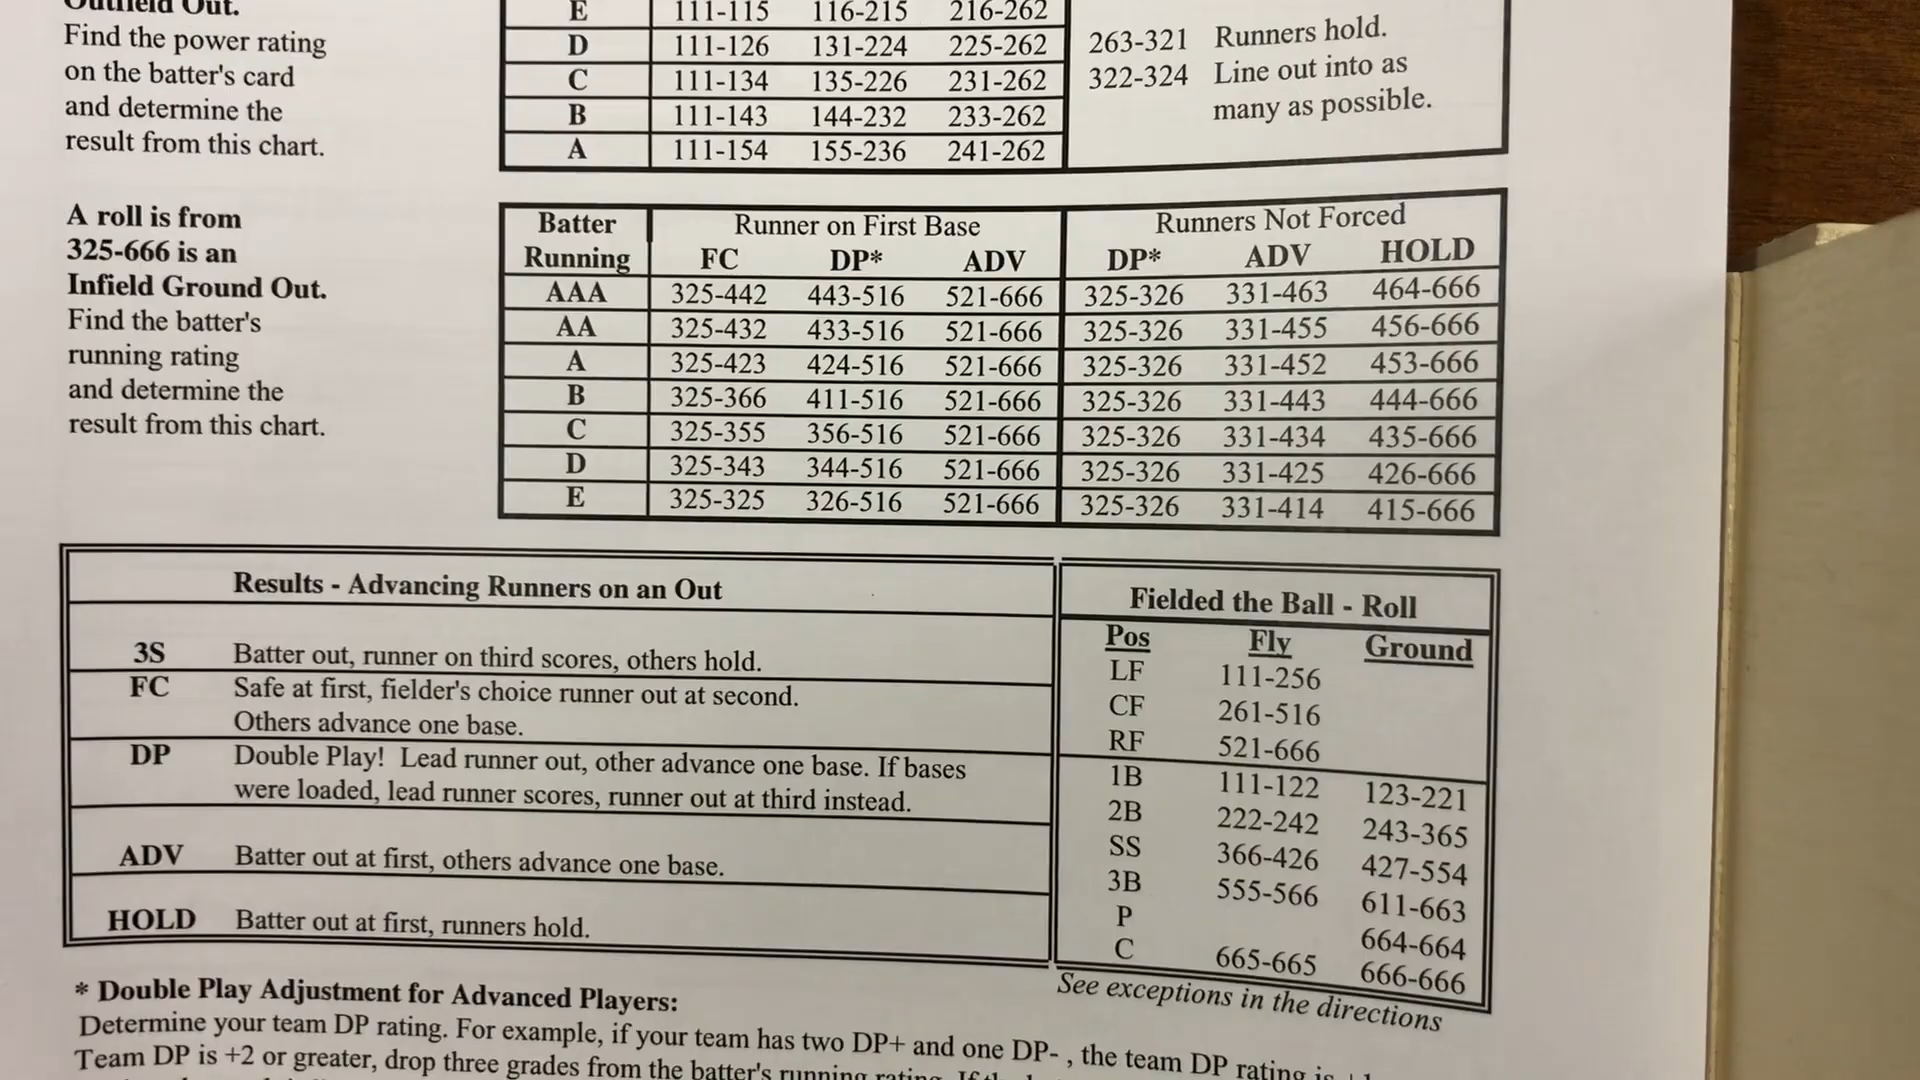 Outfield Out.
Find the power rating
on the batter's card
and determine the
result from this chart.
E 111-115 116-215 216-262
D 111-126 131-224 225-262
C 111-134 135-226 231-262
B 111-143 144-232 233-262
A 111-154 155-236 241-262
263-321 Runners hold.
322-324 Line out into as
many as possible.
A roll is from
325-666 is an
Infield Ground Out.
Find the batter's
running rating
and determine the
result from this chart.
Batter Runner on First Base Runners Not Forced
Running FC DP* ADV DP* ADV HOLD
AAA 325-442 443-516 521-666 325-326 331-463 464-666
AA 325-432 433-516 521-666 325-326 331-455 456-666
A 325-423 424-516 521-666 325-326 331-452 453-666
B 325-366 411-516 521-666 325-326 331-443 444-666
C 325-355 356-516 521-666 325-326 331-434 435-666
D 325-343 344-516 521-666 325-326 331-425 426-666
E 325-325 326-516 521-666 325-326 331-414 415-666
Results - Advancing Runners on an Out
3S Batter out, runner on third scores, others hold.
FC Safe at first, fielder's choice runner out at second.
Others advance one base.
DP Double Play! Lead runner out, other advance one base. If bases
were loaded, lead runner scores, runner out at third instead.
ADV Batter out at first, others advance one base.
HOLD Batter out at first, runners hold.
Fielded the Ball - Roll
Pos Fly Ground
LF 111-256
CF 261-516
RF 521-666
1B 111-122 123-221
2B 222-242 243-365
SS 366-426 427-554
3B 555-566 611-663
P 664-664
C 665-665 666-666
See exceptions in the directions
* Double Play Adjustment for Advanced Players:
Determine your team DP rating. For example, if your team has two DP+ and one DP- , the team DP rating is +1
Team DP is +2 or greater, drop three grades from the batter's running rating. If the